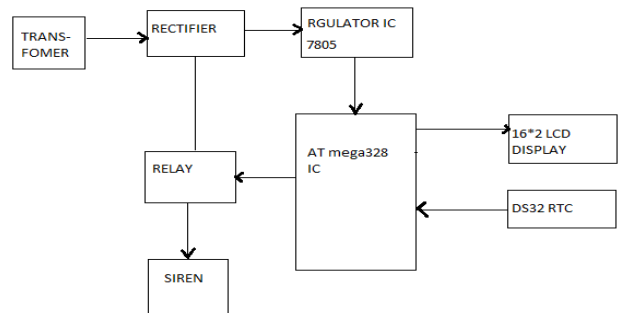 TRANS-
FOMER
RECTIFIER
RGULATOR IC
7805
AT mega328
IC
16*2 LCD
DISPLAY
RELAY
DS32 RTC
SIREN